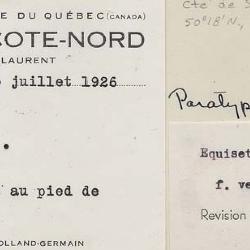 E DU QUÉBEC (CANADA)
COTE-NORD
LAURENT
juillet 1926
au pied de
OLLAND-GERMAIN
Cté de S
50°18'N,
Paratyp
Equiset
f. ve
Revision